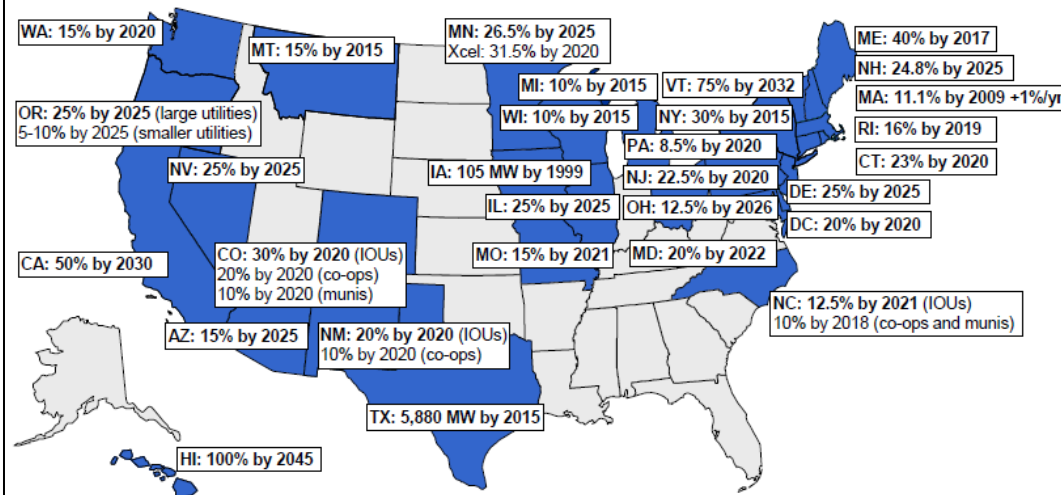 WA: 15% by 2020
MT: 15% by 2015
MN: 26.5% by 2025
Xcel: 31.5% by 2020
ME: 40% by 2017
NH: 24.8% by 2025
MI: 10% by 2015
VT: 75% by 2032
MA: 11.1% by 2009 +1%/yr
OR: 25% by 2025 (large utilities)
5-10% by 2025 (smaller utilities)
WI: 10% by 2015
NY: 30% by 2015
RI: 16% by 2019
PA: 8.5% by 2020
CT: 23% by 2020
NV: 25% by 2025
IA: 105 MW by 1999
NJ: 22.5% by 2020
DE: 25% by 2025
IL: 25% by 2025
OH: 12.5% by 2026
DC: 20% by 2020
CA: 50% by 2030
CO: 30% by 2020 (IOUs)
20% by 2020 (co-ops)
10% by 2020 (munis)
MO: 15% by 2021
MD: 20% by 2022
NC: 12.5% by 2021 (IOUs)
10% by 2018 (co-ops and munis)
AZ: 15% by 2025
NM: 20% by 2020 (IOUs)
10% by 2020 (co-ops)
TX: 5,880 MW by 2015
HI: 100% by 2045